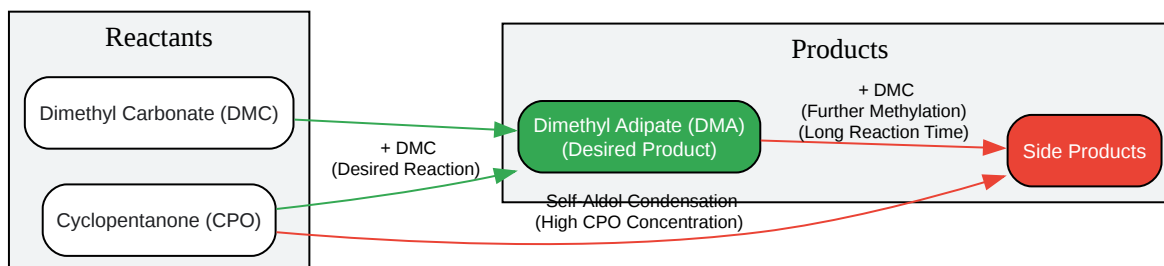 Reactants
Dimethyl Carbonate (DMC)
Cyclopentanone (CPO)
+ DMC
(Desired Reaction)
Products
Dimethyl Adipate (DMA)
(Desired Product)
+ DMC
(Further Methylation)
(Long Reaction Time)
Side Products
Self-Aldol Condensation
(High CPO Concentration)